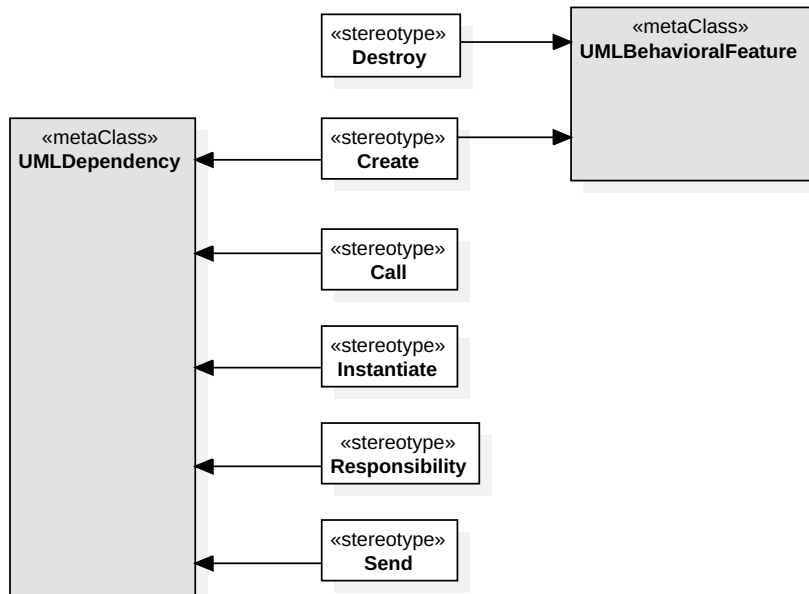 «stereotype»
Destroy
«metaClass»
UMLBehavioralFeature
«metaClass»
UMLDependency
«stereotype»
Create
«stereotype»
Call
«stereotype»
Instantiate
«stereotype»
Responsibility
«stereotype»
Send